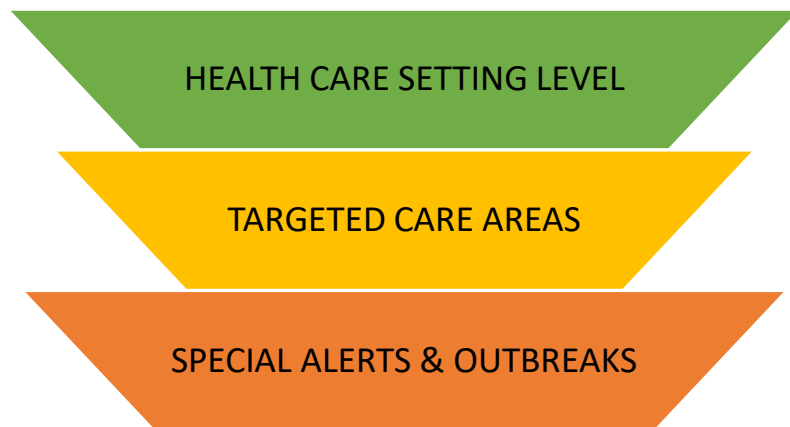 HEALTH CARE SETTING LEVEL
TARGETED CARE AREAS
SPECIAL ALERTS & OUTBREAKS